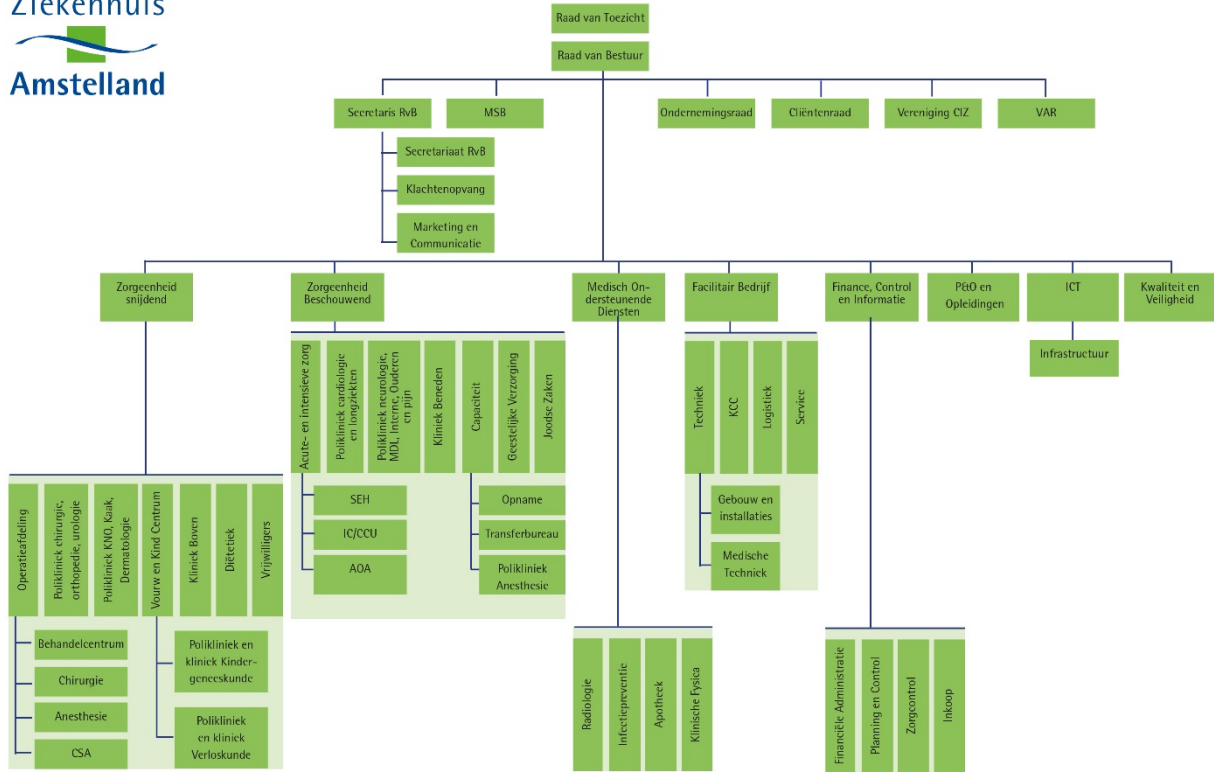 Ziekenhuis
Amstelland
Raad van Toezicht
Raad van Bestuur
Secretaris RvB
MSB
Ondernemingsraad
Cliëntenraad
Vereniging CIZ
VAR
Secretariaat RvB
Klachtenopvang
Marketing en
Communicatie
Zorgeenheid
snijdend
Zorgeenheid
Beschouwend
Medisch On-
dersteunende
Diensten
Facilitair Bedrijf
Finance, Control
en Informatie
P&O en
Opleidingen
ICT
Kwaliteit en
Veiligheid
Infrastructuur
Operatieafdeling
Polikliniek chirurgic,
orthopedie, urologie
Polikliniek KNO, Kaak,
Dermatologie
Vourw en Kind Centrum
Kliniek Boven
Diëtetiek
Vrijwilligers
Behandelcentrum
Chirurgie
Anesthesie
CSA
Polikliniek en
kliniek Kinder-
geneeskunde
Polikliniek
en kliniek
Verloskunde
Acute- en intensieve zorg
Polikliniek cardiologie
en longziekten
Polikliniek neurologie,
MDL, Interne, Ouderen
en pijn
Kliniek Beneden
Capaciteit
Geestelijke Verzorging
Joodse Zaken
SEH
IC/CCU
AOA
Opname
Transferbureau
Polikliniek
Anesthesie
Techniek
KCC
Logistiek
Service
Gebouw en
installaties
Medische
Techniek
Radiologie
Infectiepreventie
Apotheek
Klinische Fysica
Financiële Administratie
Planning en Control
Zorgcontrol
Inkoop